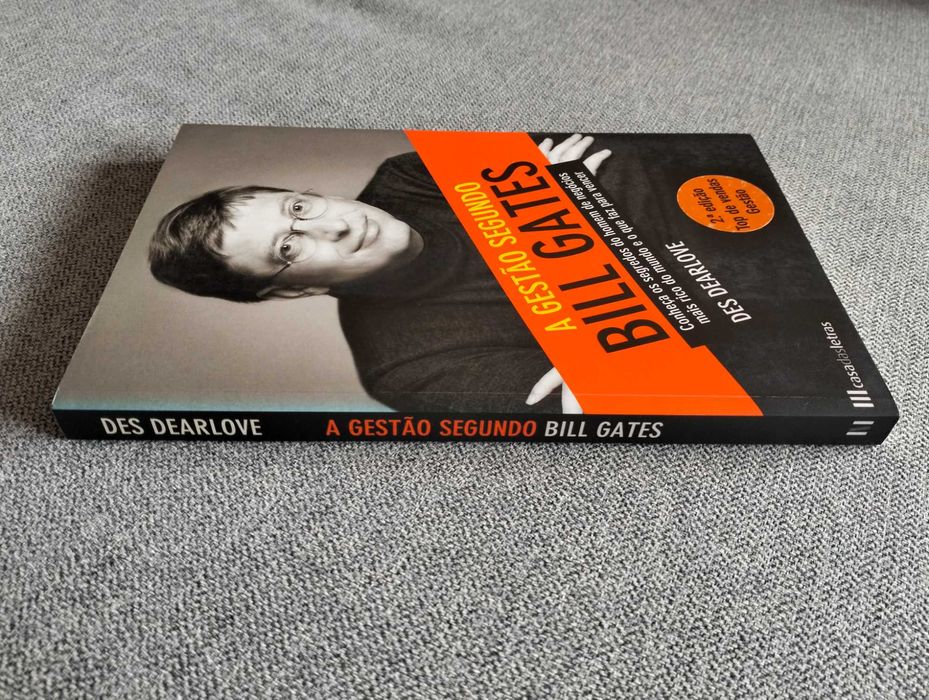 A GESTÃO SEGUNDO
BILL GATES
Conheça os segredos do homem de negócios
mais rico do mundo e o que faz para vencer
DES DEARLOVE
2.ª edição
Top de vendas
Gestão
casadasletras
DES DEARLOVE A GESTÃO SEGUNDO BILL GATES